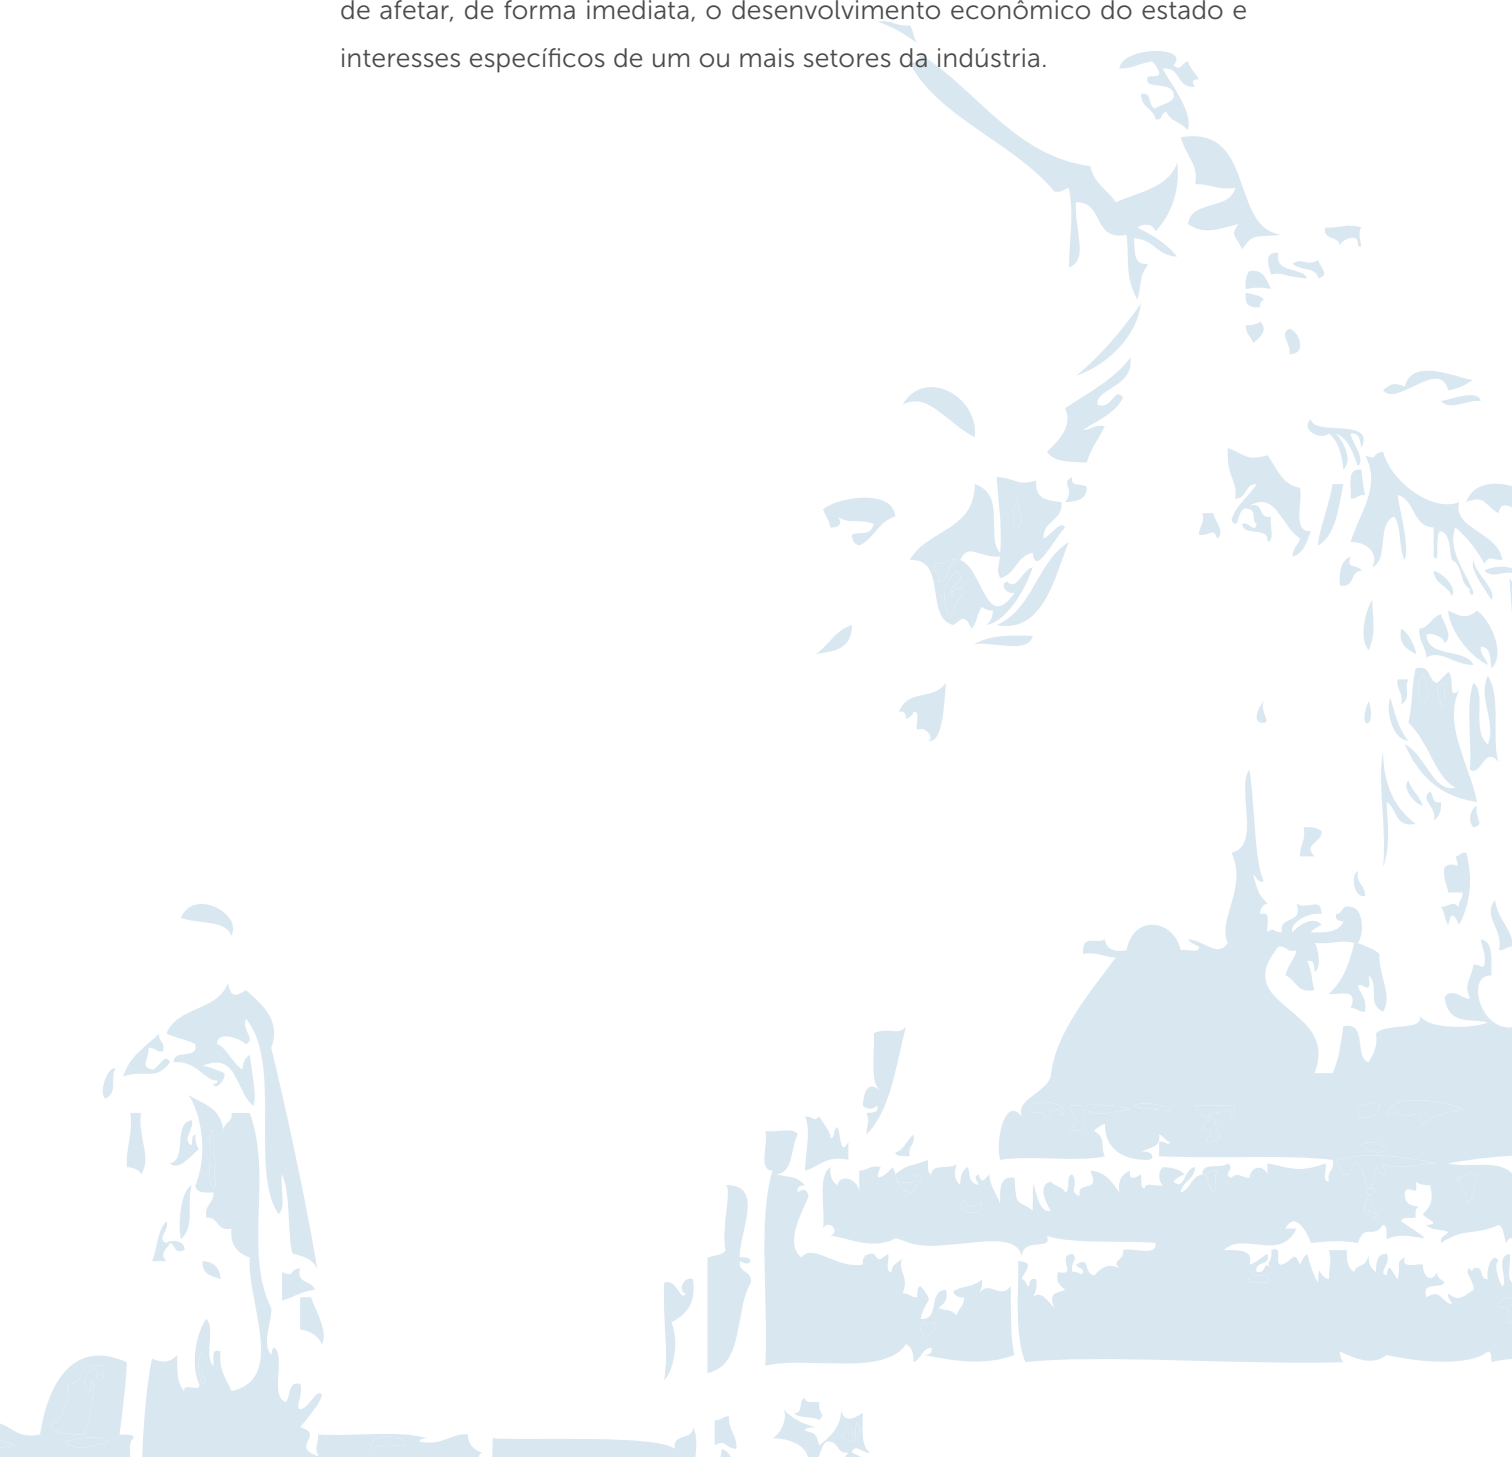 de afetar, de forma imediata, o desenvolvimento econômico do estado e
interesses específicos de um ou mais setores da indústria.